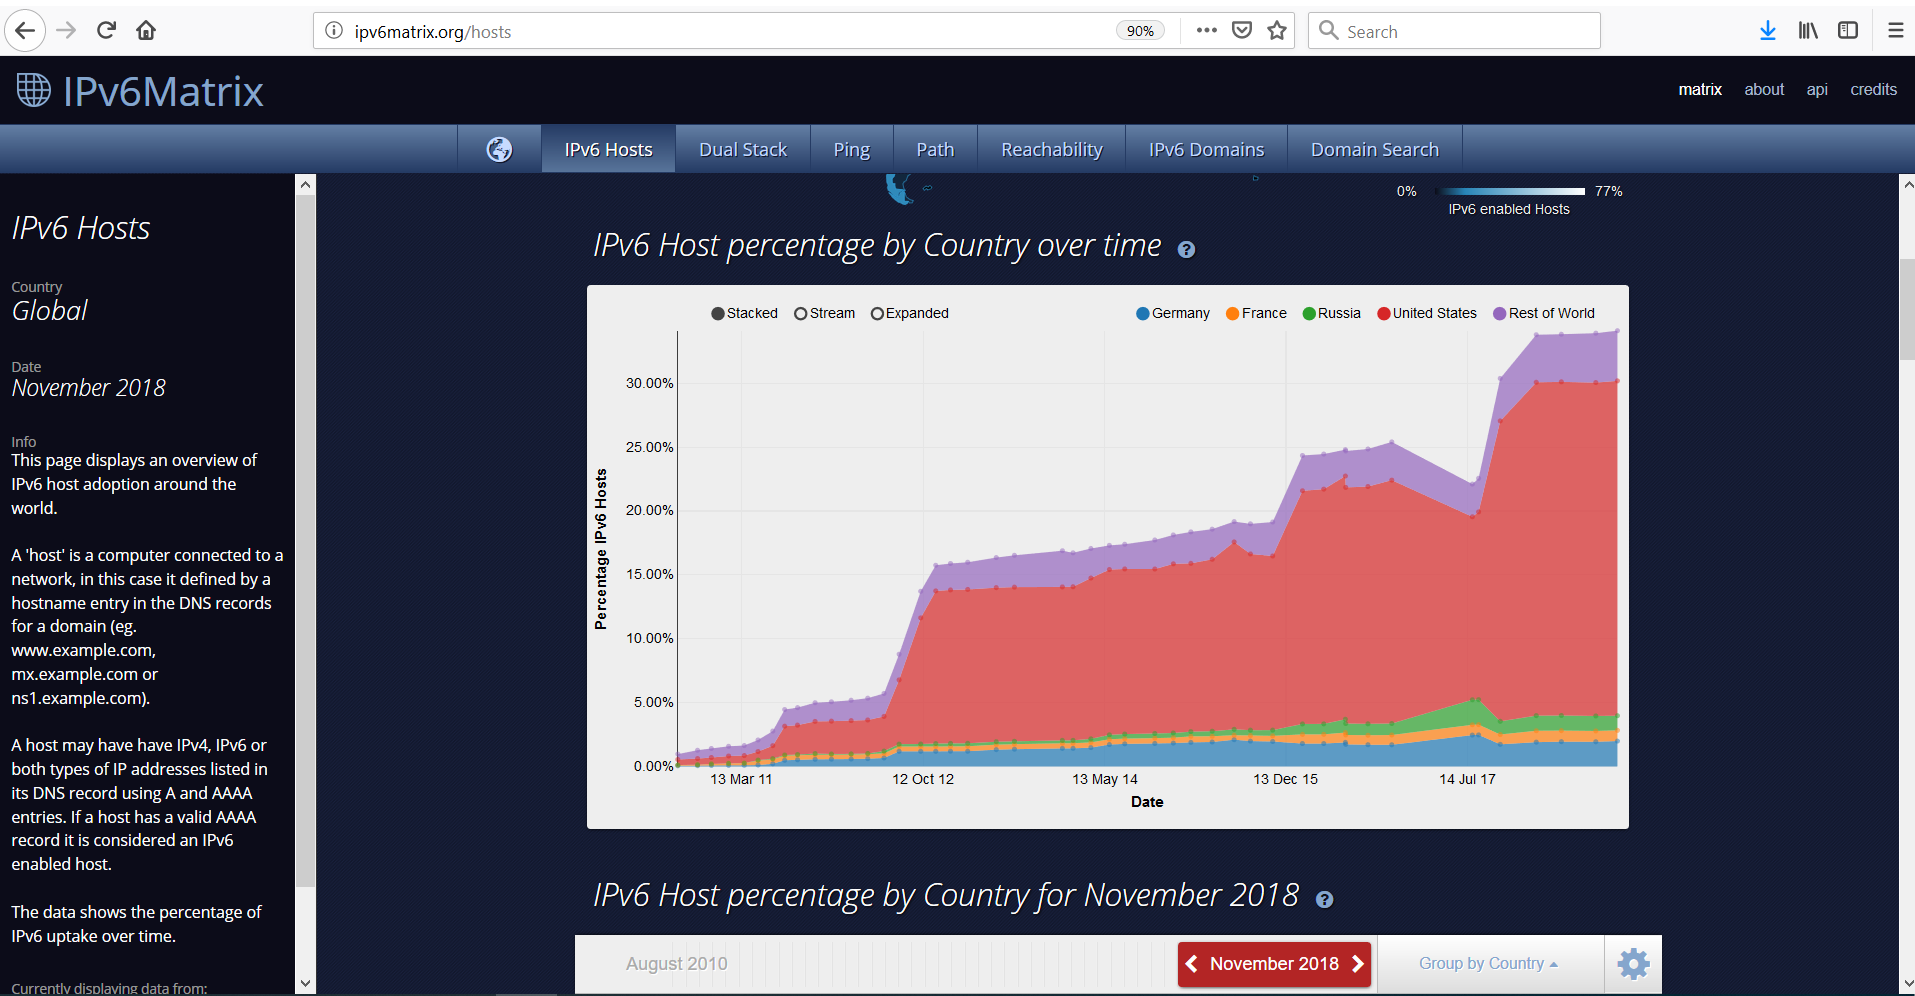 ipv6matrix.org/hosts
90%
Search
IPv6Matrix
matrix about api credits
IPv6 Hosts Dual Stack Ping Path Reachability IPv6 Domains Domain Search
IPv6 Hosts
Country
Global
Date
November 2018
Info
This page displays an overview of
IPv6 host adoption around the
world.
A 'host' is a computer connected to a
network, in this case it defined by a
hostname entry in the DNS records
for a domain (eg.
www.example.com,
mx.example.com or
ns1.example.com).
A host may have have IPv4, IPv6 or
both types of IP addresses listed in
its DNS record using A and AAAA
entries. If a host has a valid AAAA
record it is considered an IPv6
enabled host.
The data shows the percentage of
IPv6 uptake over time.
Currently displaying data from:
0% 77%
IPv6 enabled Hosts
IPv6 Host percentage by Country over time ?
Stacked Stream Expanded Germany France Russia United States Rest of World
Percentage IPv6 Hosts
30.00%
25.00%
20.00%
15.00%
10.00%
5.00%
0.00%
13 Mar 11 12 Oct 12 13 May 14 13 Dec 15 14 Jul 17
Date
IPv6 Host percentage by Country for November 2018 ?
August 2010 November 2018 Group by Country